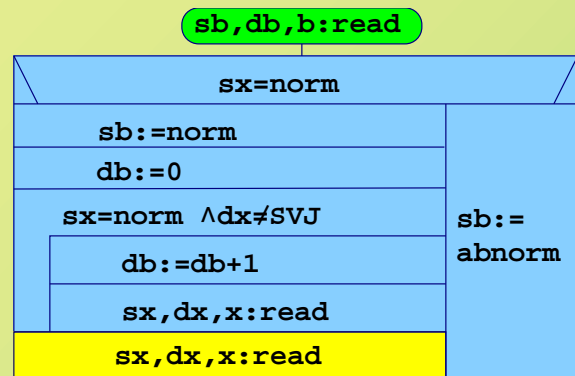 sb,db,b:read
sx=norm
sb:=norm
db:=0
sx=norm ^dx≠SVJ
db:=db+1
sx,dx,x:read
sx,dx,x:read
sb:=
abnorm